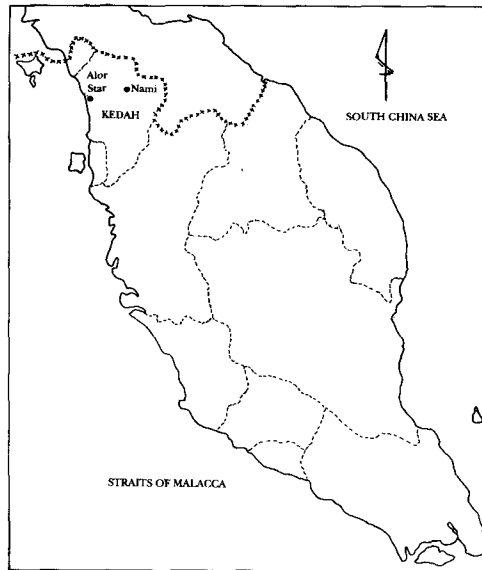 Alor
Star
Nami
KEDAH
SOUTH CHINA SEA
STRAITS OF MALACCA